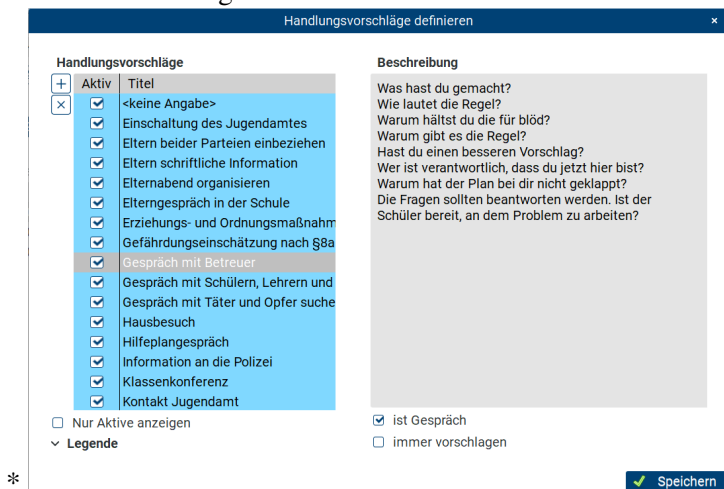 Handlungsvorschläge definieren ×
Handlungsvorschläge
Aktiv Titel
<keine Angabe>
Einschaltung des Jugendamtes
Eltern beider Parteien einbeziehen
Eltern schriftliche Information
Elternabend organisieren
Elterngespräch in der Schule
Erziehungs- und Ordnungsmaßnahm
Gefährdungseinschätzung nach §8a
Gespräch mit Betreuer
Gespräch mit Schülern, Lehrern und
Gespräch mit Täter und Opfer suche
Hausbesuch
Hilfeplangespräch
Information an die Polizei
Klassenkonferenz
Kontakt Jugendamt
Nur Aktive anzeigen
Legende
Beschreibung
Was hast du gemacht?
Wie lautet die Regel?
Warum hältst du die für blöd?
Warum gibt es die Regel?
Hast du einen besseren Vorschlag?
Wer ist verantwortlich, dass du jetzt hier bist?
Warum hat der Plan bei dir nicht geklappt?
Die Fragen sollten beantworten werden. Ist der
Schüler bereit, an dem Problem zu arbeiten?
ist Gespräch
immer vorschlagen
*
Speichern